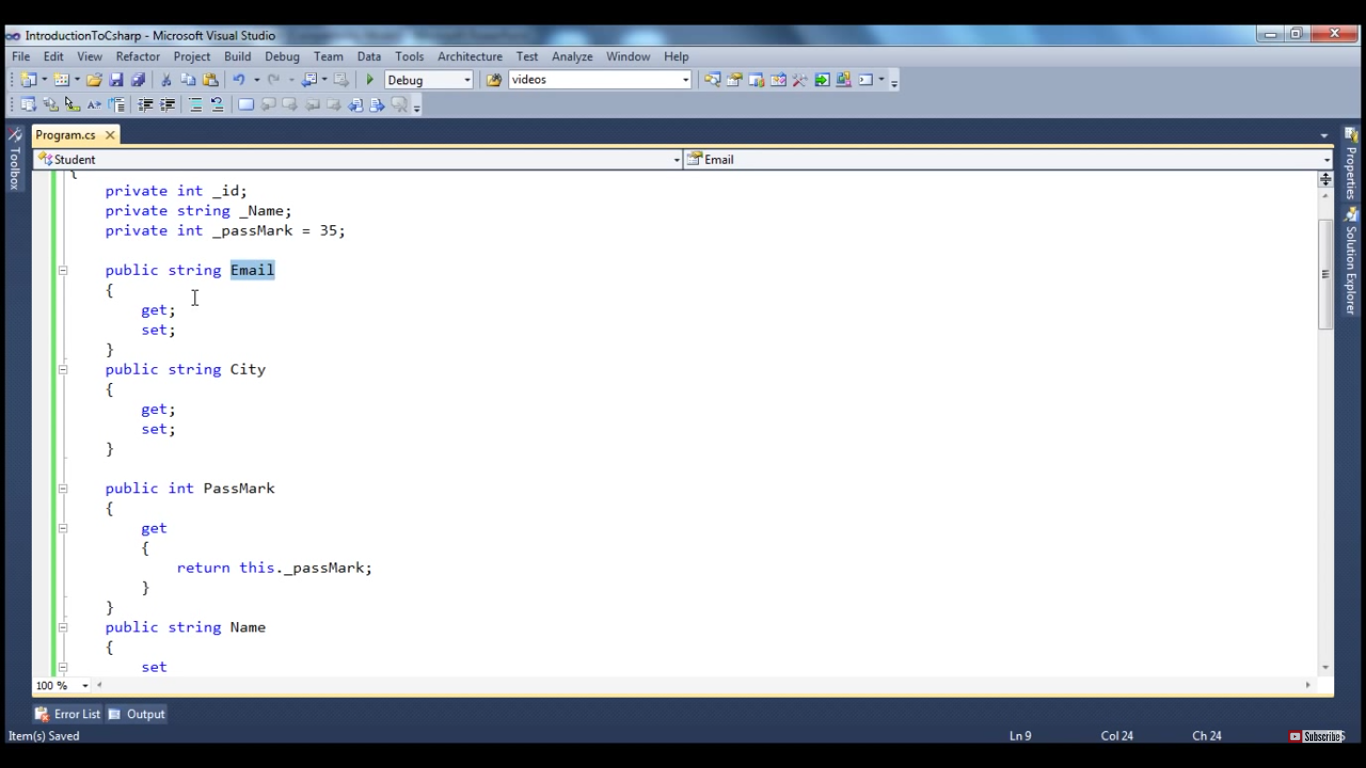 IntroductionToCsharp - Microsoft Visual Studio
File Edit View Refactor Project Build Debug Team Data Tools Architecture Test Analyze Window Help
Debug videos
Program.cs
Student Email
Toolbox
Properties
Solution Explorer
{
private int _id;
private string _Name;
private int _passMark = 35;
public string Email
{
get;
set;
}
public string City
{
get;
set;
}
public int PassMark
{
get
{
return this._passMark;
}
}
public string Name
{
set
100 %
Error List Output
Item(s) Saved Ln 9 Col 24 Ch 24 Subscribe